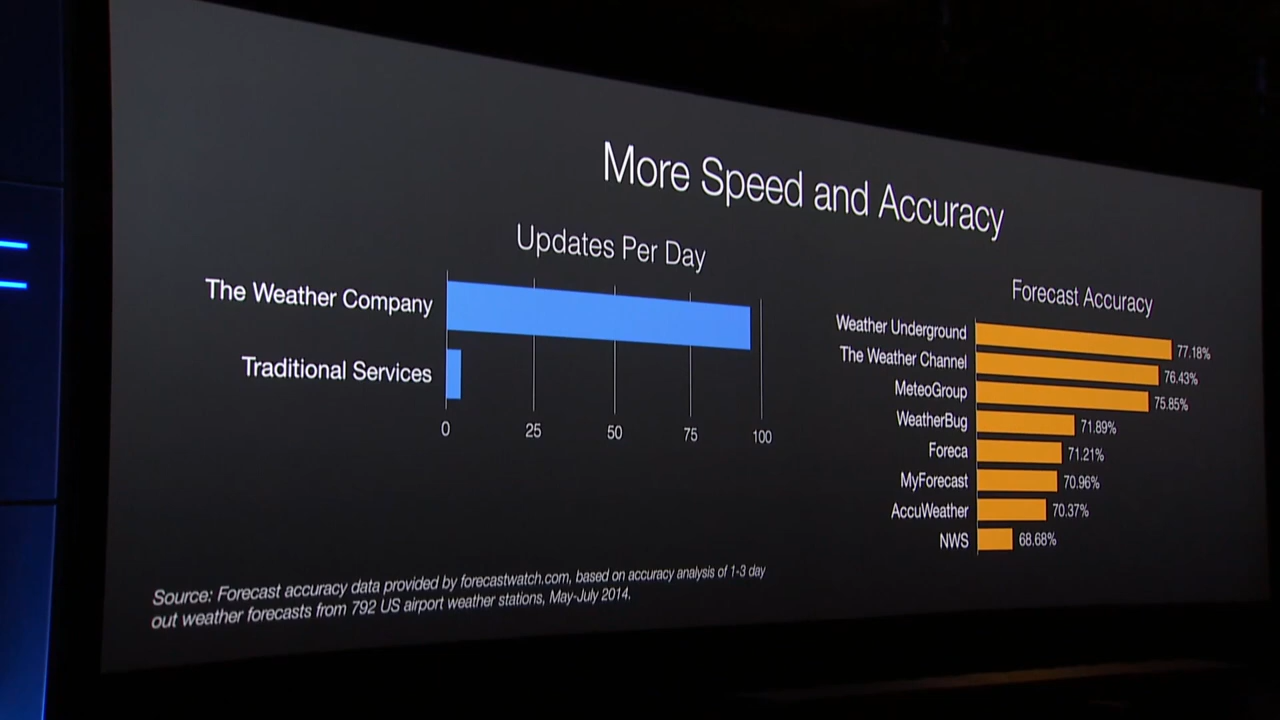 More Speed and Accuracy
Updates Per Day
The Weather Company
Traditional Services
0 25 50 75 100
Forecast Accuracy
Weather Underground 77.18%
The Weather Channel 76.43%
MeteoGroup 75.85%
WeatherBug 71.89%
Foreca 71.21%
MyForecast 70.96%
AccuWeather 70.37%
NWS 68.68%
Source: Forecast accuracy data provided by forecastwatch.com, based on accuracy analysis of 1-3 day
out weather forecasts from 792 US airport weather stations, May-July 2014.